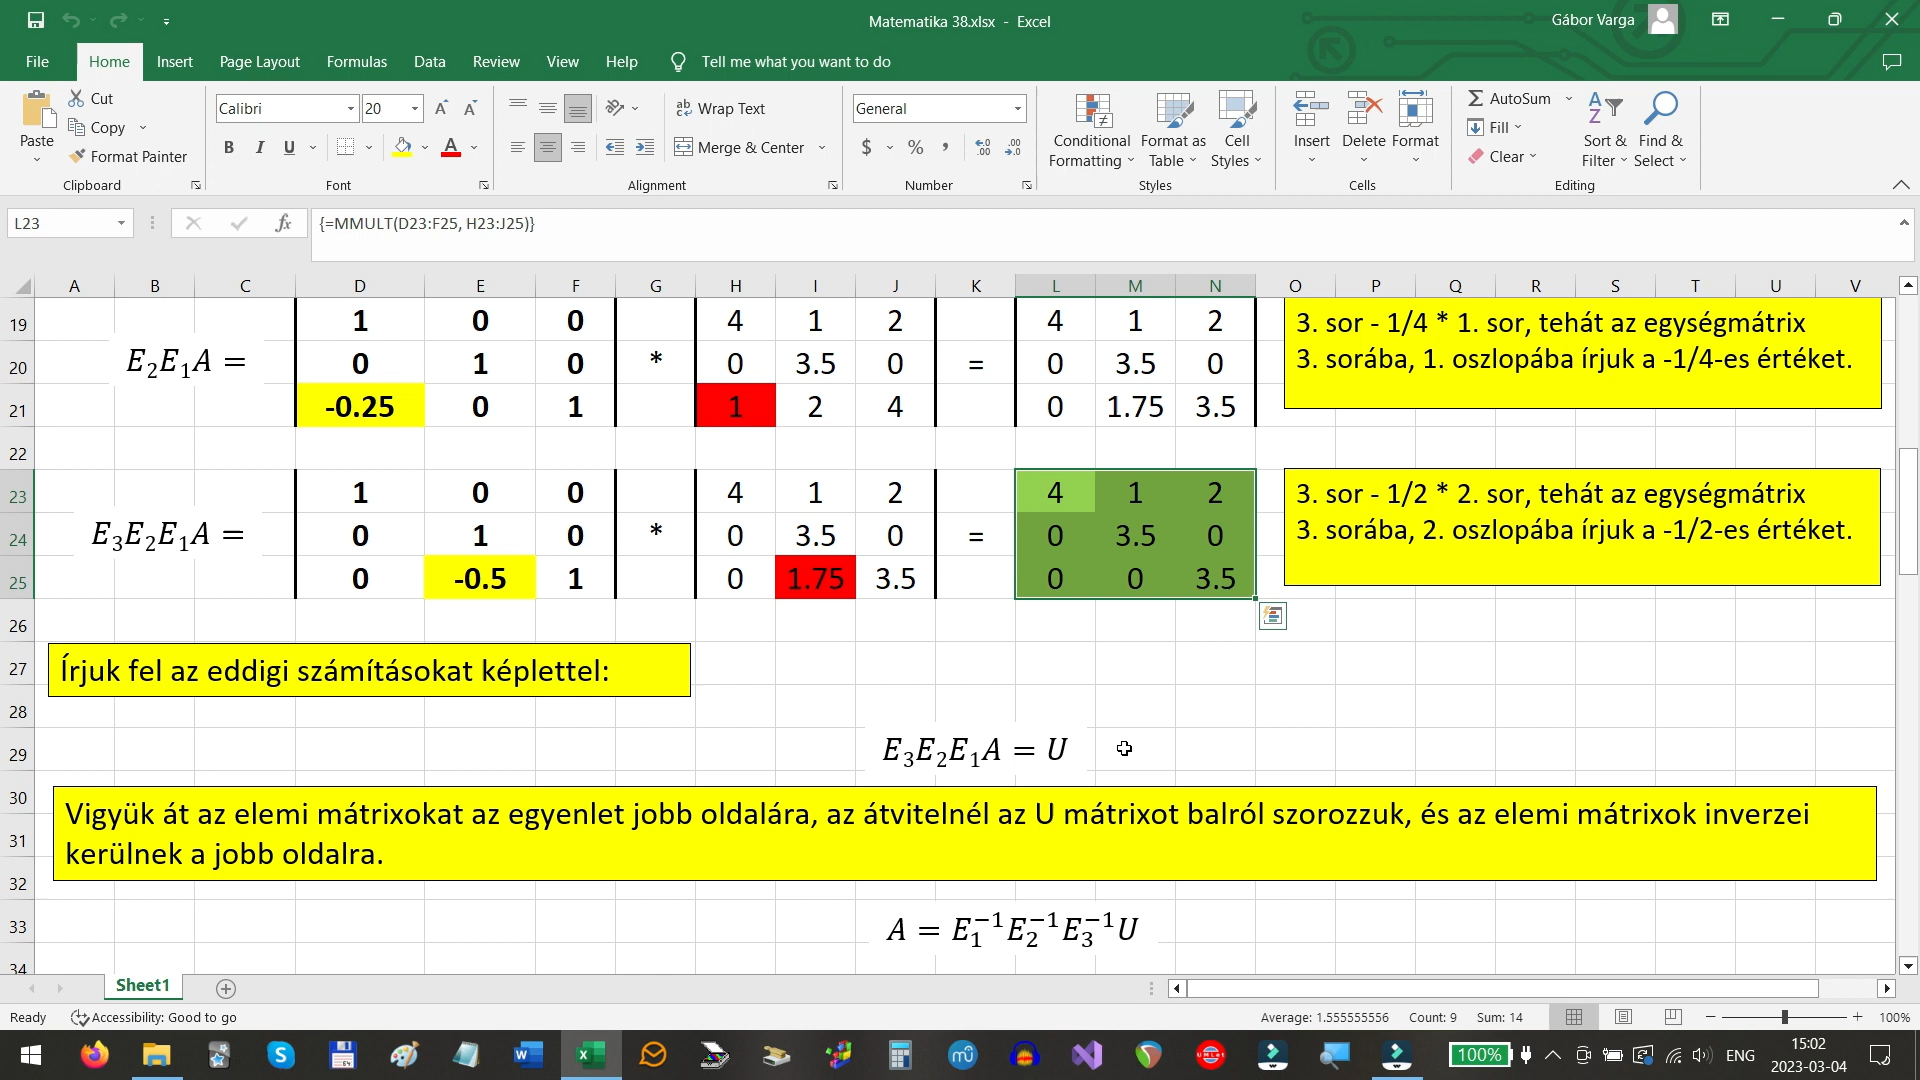 Matematika 38.xlsx - Excel
Gábor Varga
File Home Insert Page Layout Formulas Data Review View Help Tell me what you want to do
Paste
Cut
Copy
Format Painter
Clipboard
Calibri 20
B I U
Font
Wrap Text
Merge & Center
Alignment
General
$ % ,
Number
Conditional Formatting
Format as Table
Cell Styles
Styles
Insert Delete Format
Cells
AutoSum
Fill
Clear
Sort & Filter
Find & Select
Editing
L23
fx
{=MMULT(D23:F25, H23:J25)}
A B C D E F G H I J K L M N O P Q R S T U V
19 1 0 0 4 1 2 4 1 2
20 E₂E₁A = 0 1 0 * 0 3.5 0 = 0 3.5 0
21 -0.25 0 1 1 2 4 0 1.75 3.5
3. sor - 1/4 * 1. sor, tehát az egységmátrix
3. sorába, 1. oszlopába írjuk a -1/4-es értéket.
22
23 1 0 0 4 1 2 4 1 2
24 E₃E₂E₁A = 0 1 0 * 0 3.5 0 = 0 3.5 0
25 0 -0.5 1 0 1.75 3.5 0 0 3.5
3. sor - 1/2 * 2. sor, tehát az egységmátrix
3. sorába, 2. oszlopába írjuk a -1/2-es értéket.
26
27 Írjuk fel az eddigi számításokat képlettel:
28
29 E₃E₂E₁A = U
30 Vigyük át az elemi mátrixokat az egyenlet jobb oldalára, az átvitelnél az U mátrixot balról szorozzuk, és az elemi mátrixok inverzei
31 kerülnek a jobb oldalra.
32
33 A = E₁⁻¹E₂⁻¹E₃⁻¹U
34
Sheet1
Ready Accessibility: Good to go Average: 1.555555556 Count: 9 Sum: 14 100%
100% ENG 15:02
2023-03-04